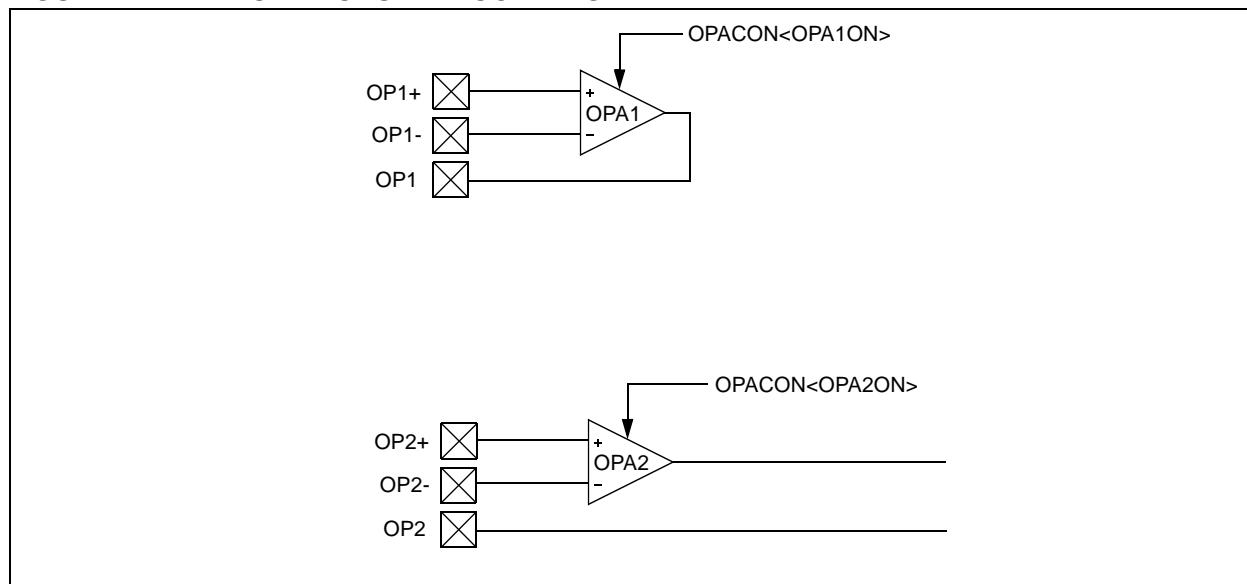 OPACON<OPA1ON>
OP1+
+
OPA1
OP1-
−
OP1
OPACON<OPA2ON>
OP2+
+
OPA2
OP2-
−
OP2